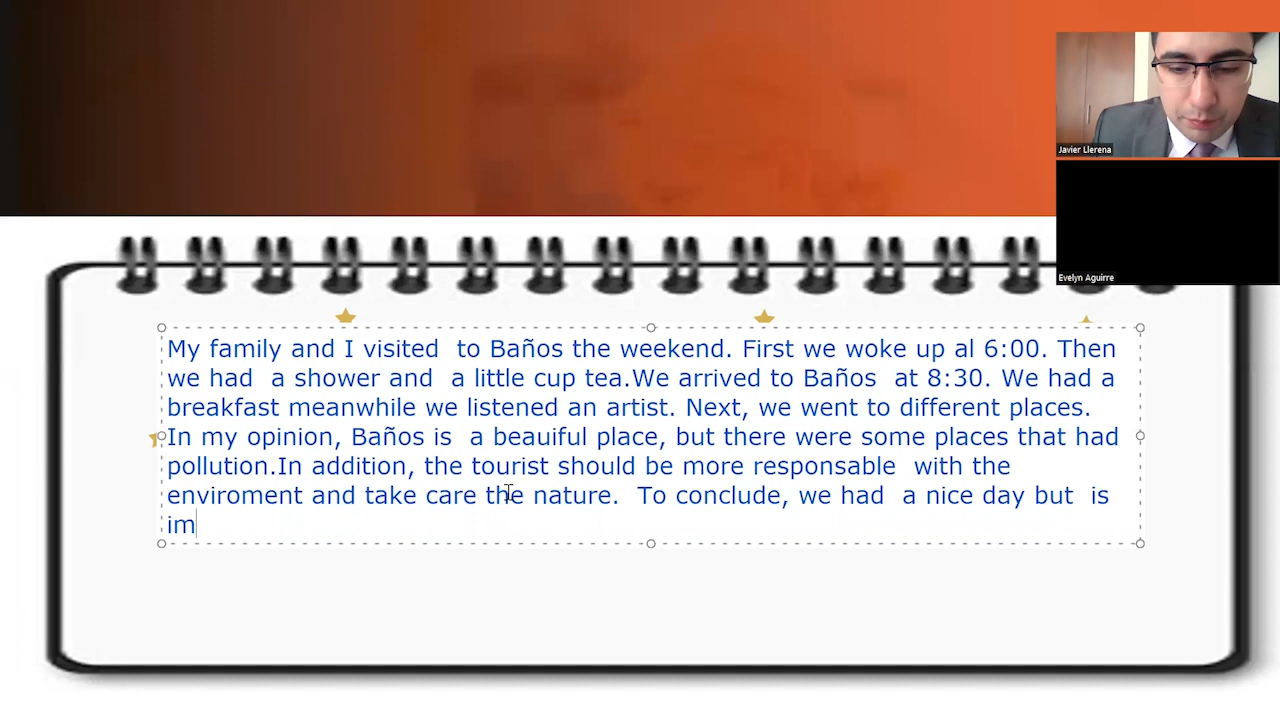 Javier Llerena
Evelyn Aguirre
My family and I visited  to Baños the weekend. First we woke up al 6:00. Then
we had  a shower and  a little cup tea.We arrived to Baños  at 8:30. We had a
breakfast meanwhile we listened an artist. Next, we went to different places.
In my opinion, Baños is  a beauiful place, but there were some places that had
pollution.In addition, the tourist should be more responsable  with the
enviroment and take care the nature.  To conclude, we had  a nice day but  is
im